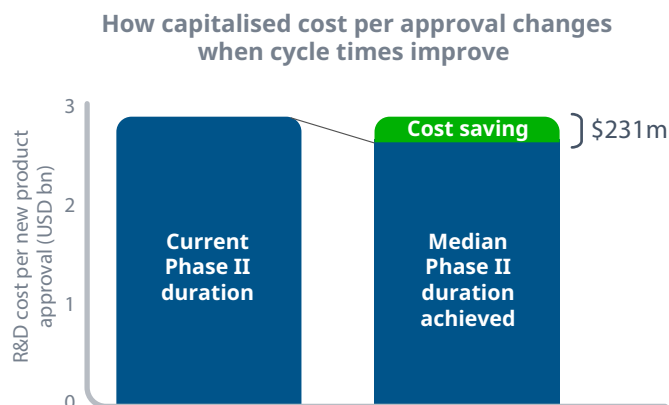 How capitalised cost per approval changes
when cycle times improve
R&D cost per new product
approval (USD bn)
3
2
1
0
Current
Phase II
duration
Cost saving
$231m
Median
Phase II
duration
achieved